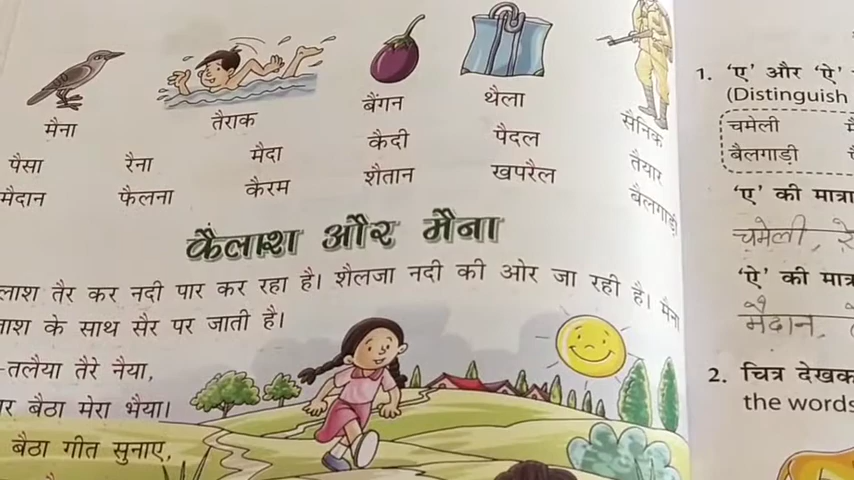 मैना तैराक बैंगन थैला सैनिक
पैसा रैना मैदा कैदी पैदल तैयार
मैदान फैलना कैरम शैतान खपरैल बैलगाड़ी
कैलाश और मैना
लाश तैर कर नदी पार कर रहा है। शैलजा नदी की ओर जा रही है। मैना
लाश के साथ सैर पर जाती है।
-तलैया तैरे नैया,
बैठा मेरा भैया।
बैठा गीत सुनाए,
1. 'ए' और 'ऐ'
(Distinguish
चमेली
बैलगाड़ी
'ए' की मात्रा
चमेली,
'ऐ' की मात्रा
मैदान,
2. चित्र देखक
the words